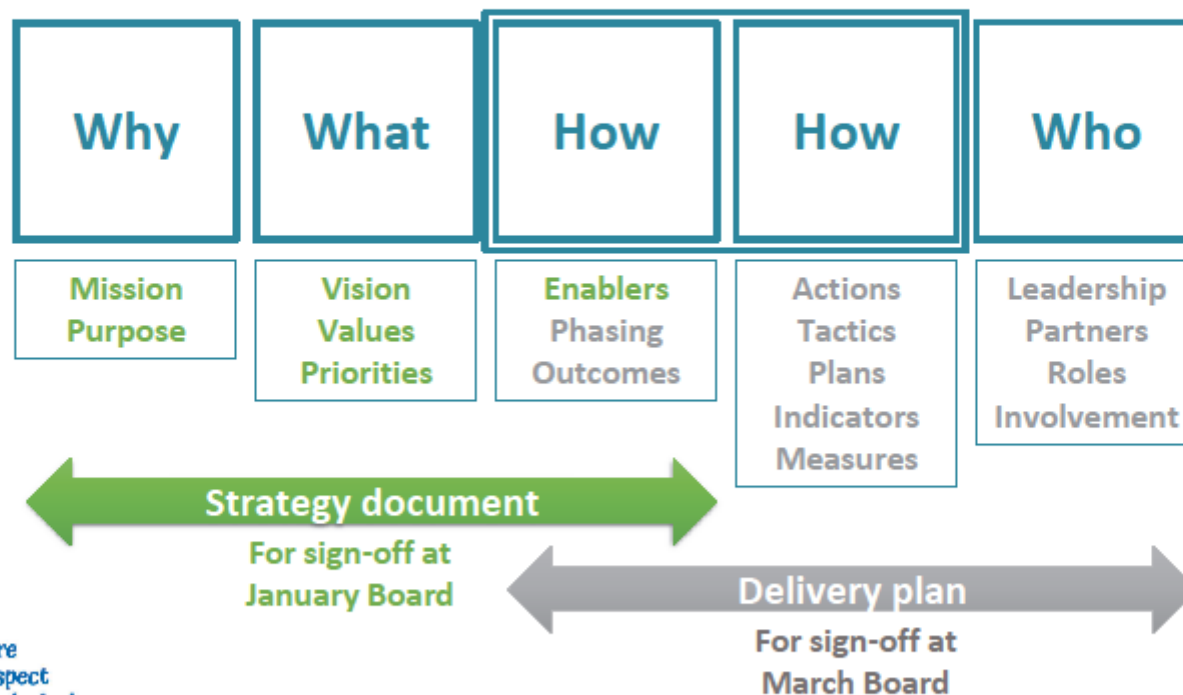 Why
What
How
How
Who
Mission
Purpose
Vision
Values
Priorities
Enablers
Phasing
Outcomes
Actions
Tactics
Plans
Indicators
Measures
Leadership
Partners
Roles
Involvement
Strategy document
For sign-off at
January Board
Delivery plan
For sign-off at
March Board
re
spect